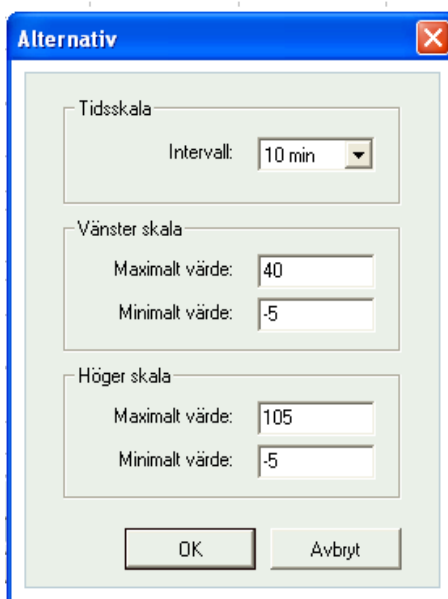 Alternativ
Tidsskala
Intervall: 10 min
Vänster skala
Maximalt värde: 40
Minimalt värde: -5
Höger skala
Maximalt värde: 105
Minimalt värde: -5
OK Avbryt